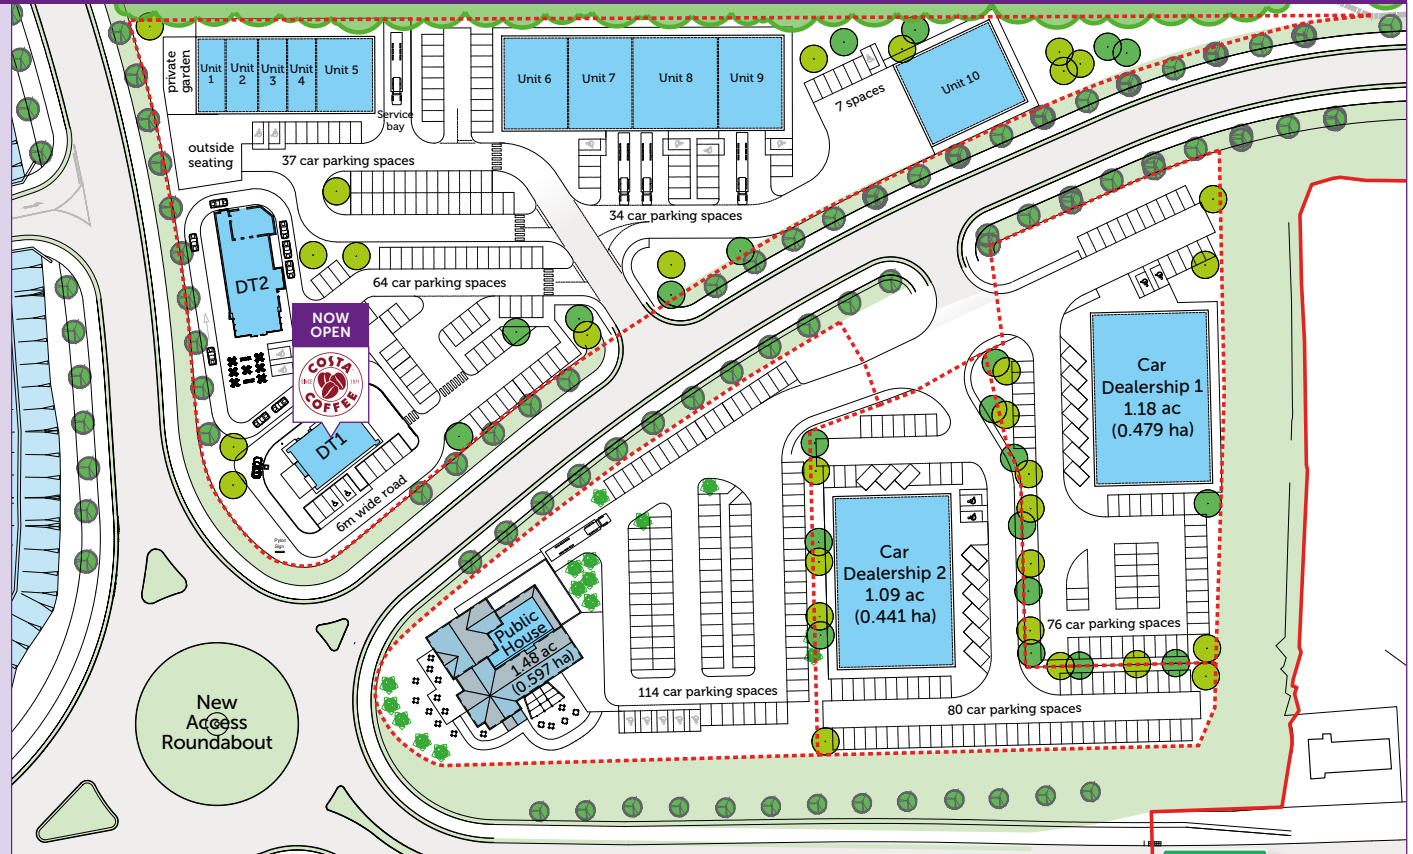 private
garden
Unit
1
Unit
2
Unit
3
Unit
4
Unit 5
Service
bay
Unit 6
Unit 7
Unit 8
Unit 9
7 spaces
Unit 10
outside
seating
37 car parking spaces
34 car parking spaces
DT2
64 car parking spaces
NOW
OPEN
COSTA
SINCE 1971
COFFEE
DT1
6m wide road
Pylon
Sign
Car
Dealership 1
1.18 ac
(0.479 ha)
Car
Dealership 2
1.09 ac
(0.441 ha)
Public
House
1.48 ac
(0.597 ha)
76 car parking spaces
114 car parking spaces
80 car parking spaces
New
Access
Roundabout